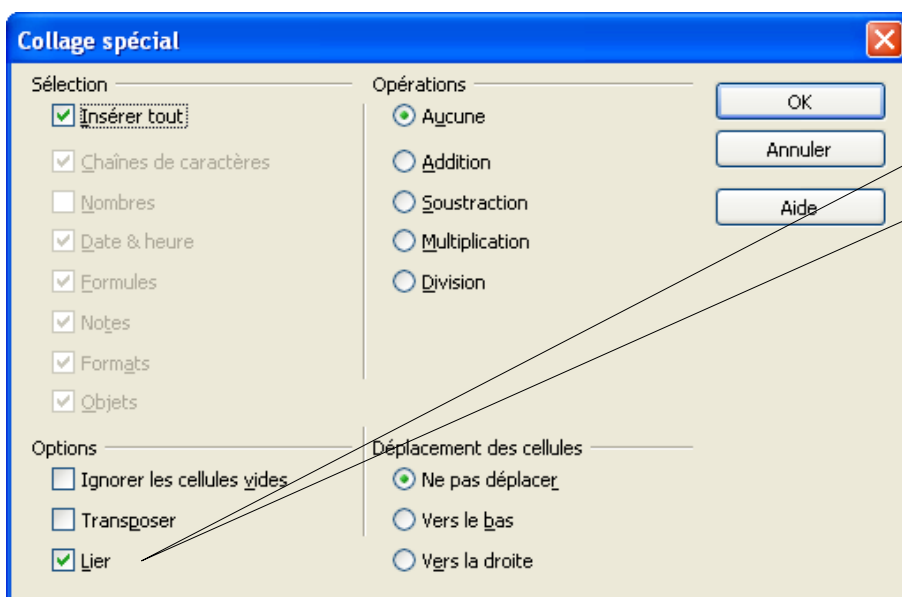 Collage spécial
Sélection
Insérer tout
Chaînes de caractères
Nombres
Date & heure
Formules
Notes
Formats
Objets
Opérations
Aucune
Addition
Soustraction
Multiplication
Division
OK
Annuler
Aide
Options
Ignorer les cellules vides
Transposer
Lier
Déplacement des cellules
Ne pas déplacer
Vers le bas
Vers la droite